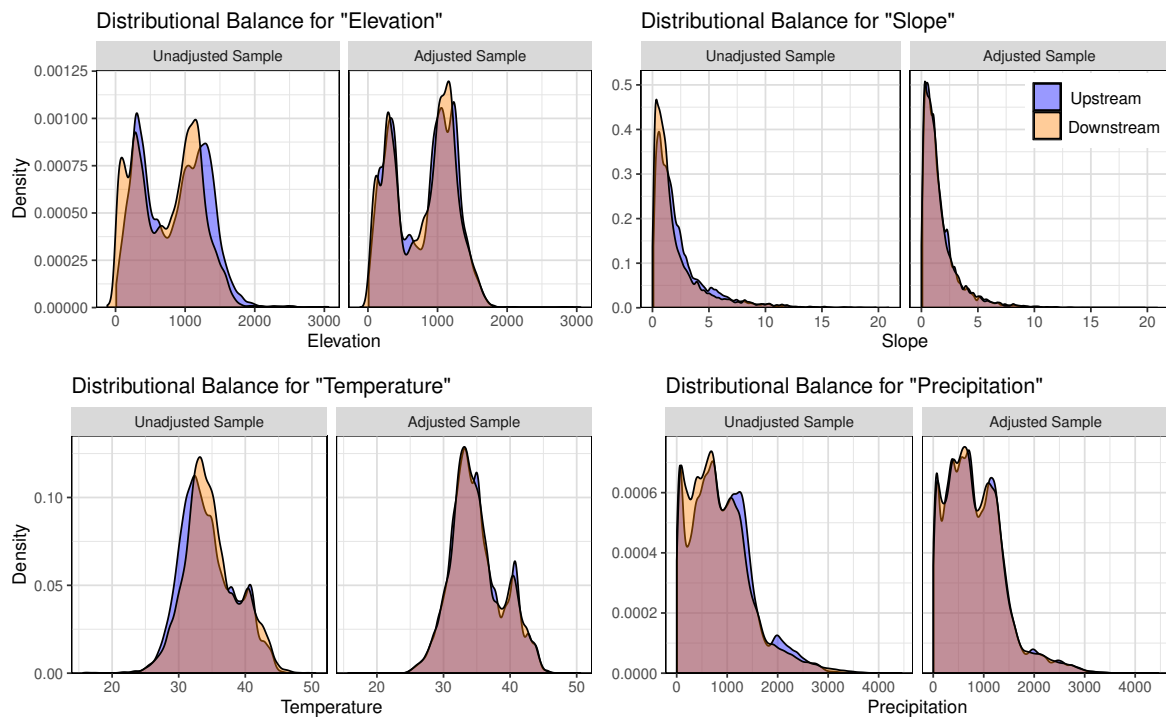 Distributional Balance for "Elevation"
Unadjusted Sample
Adjusted Sample
0.00125
0.00100
0.00075
0.00050
0.00025
0.00000
Density
0 1000 2000 3000
0 1000 2000 3000
Elevation
Distributional Balance for "Slope"
Unadjusted Sample
Adjusted Sample
Upstream
Downstream
0.5
0.4
0.3
0.2
0.1
0.0
0 5 10 15 20
0 5 10 15 20
Slope
Distributional Balance for "Temperature"
Unadjusted Sample
Adjusted Sample
0.10
0.05
0.00
Density
20 30 40 50
20 30 40 50
Temperature
Distributional Balance for "Precipitation"
Unadjusted Sample
Adjusted Sample
0.0006
0.0004
0.0002
0.0000
0 1000 2000 3000 4000
0 1000 2000 3000 4000
Precipitation